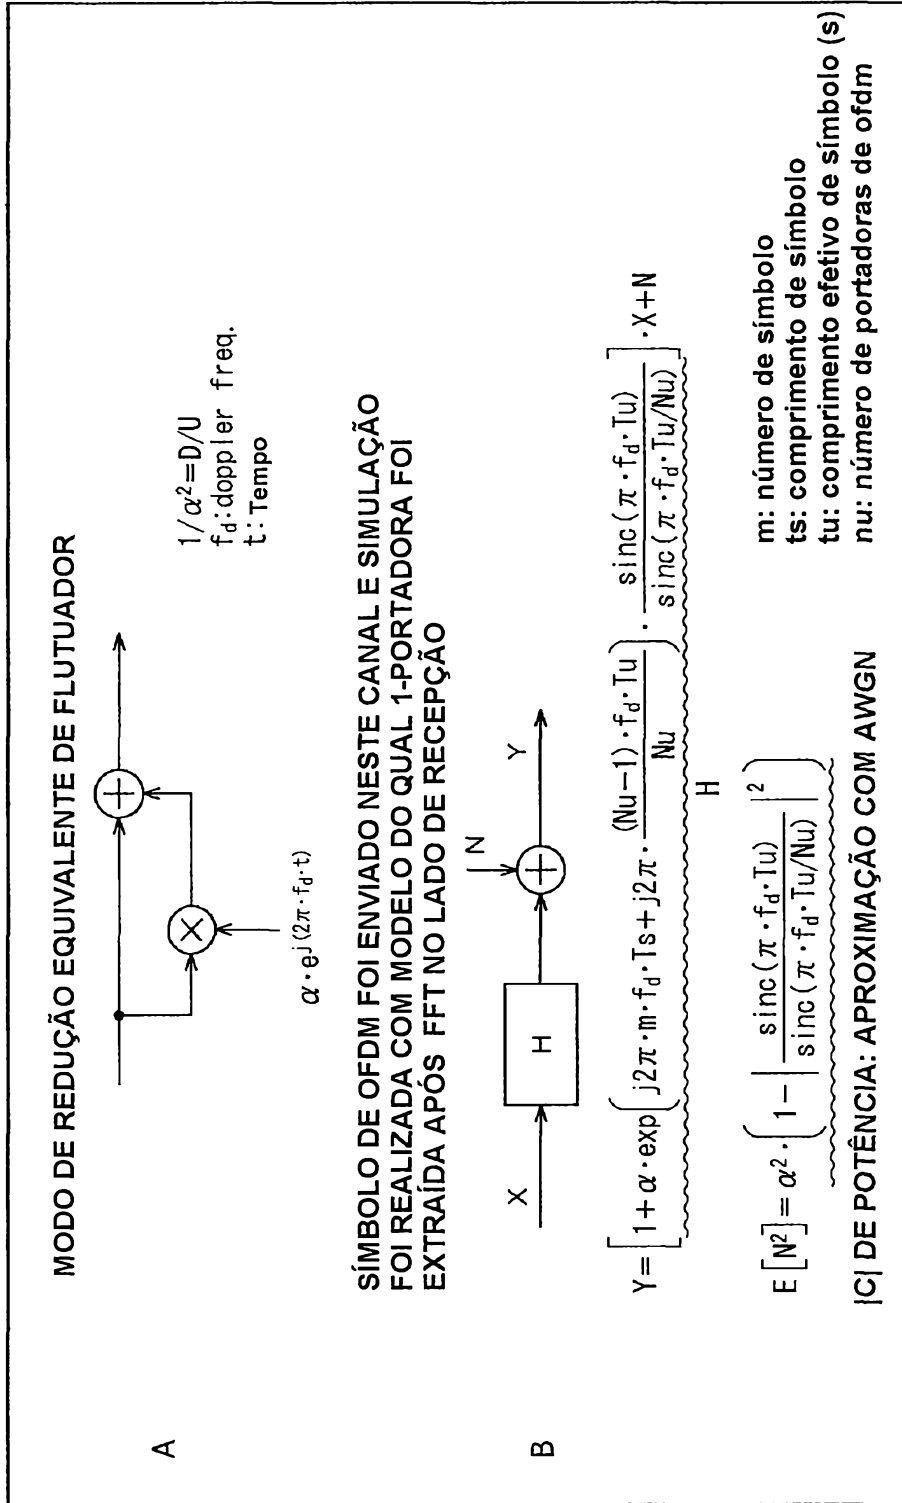 A
MODO DE REDUÇÃO EQUIVALENTE DE FLUTUADOR
α・e^j(2π・f_d・t)
1/α²=D/U
f_d:doppler freq.
t:Tempo
B
SÍMBOLO DE OFDM FOI ENVIADO NESTE CANAL E SIMULAÇÃO
FOI REALIZADA COM MODELO DO QUAL 1-PORTADORA FOI
EXTRAÍDA APÓS FFT NO LADO DE RECEPÇÃO
X
H
N
Y
Y=[1+α・exp(j2π・m・f_d・Ts+j2π・(Nu-1)・f_d・Tu/Nu)・sinc(π・f_d・Tu)/sinc(π・f_d・Tu/Nu)]・X+N
H
E[N²]=α²・(1-|sinc(π・f_d・Tu)/sinc(π・f_d・Tu/Nu)|²)
|C| DE POTÊNCIA: APROXIMAÇÃO COM AWGN
m: número de símbolo
ts: comprimento de símbolo
tu: comprimento efetivo de símbolo (s)
nu: número de portadoras de ofdm